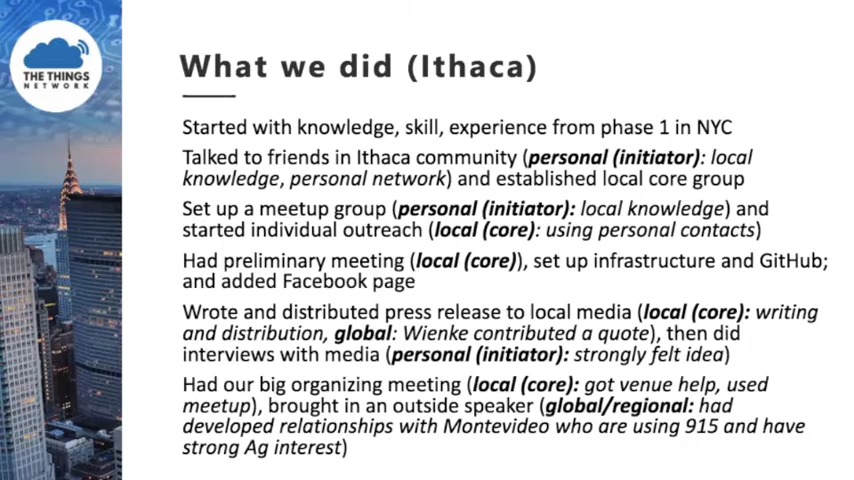 THE THINGS
NETWORK
What we did (Ithaca)
Started with knowledge, skill, experience from phase 1 in NYC
Talked to friends in Ithaca community (personal (initiator): local
knowledge, personal network) and established local core group
Set up a meetup group (personal (initiator): local knowledge) and
started individual outreach (local (core): using personal contacts)
Had preliminary meeting (local (core)), set up infrastructure and GitHub;
and added Facebook page
Wrote and distributed press release to local media (local (core): writing
and distribution, global: Wienke contributed a quote), then did
interviews with media (personal (initiator): strongly felt idea)
Had our big organizing meeting (local (core): got venue help, used
meetup), brought in an outside speaker (global/regional: had
developed relationships with Montevideo who are using 915 and have
strong Ag interest)